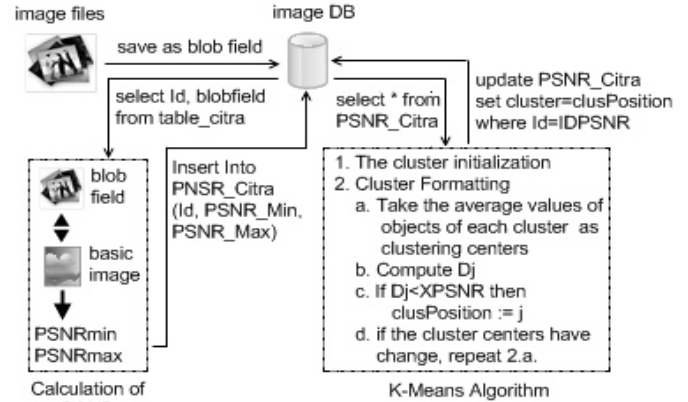 image files
image DB
save as blob field
select Id, blobfield
from table_citra
select * from
PSNR_Citra
update PSNR_Citra
set cluster=clusPosition
where Id=IDPSNR
blob
field
basic
image
PSNRmin
PSNRmax
Calculation of
Insert Into
PNSR_Citra
(Id, PSNR_Min,
PSNR_Max)
1. The cluster initialization
2. Cluster Formatting
a. Take the average values of
objects of each cluster as
clustering centers
b. Compute Dj
c. If Dj<XPSNR then
clusPosition := j
d. if the cluster centers have
change, repeat 2.a.
K-Means Algorithm